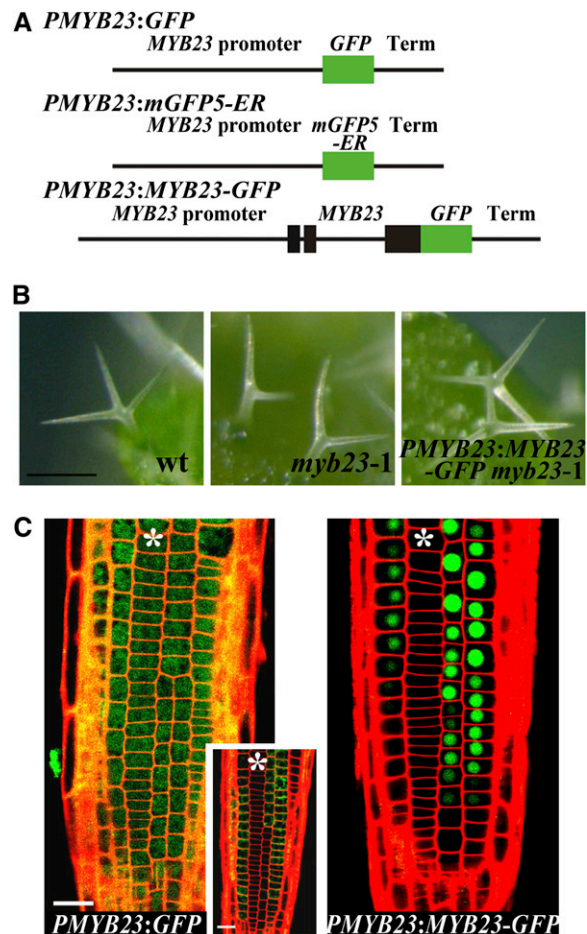 A
PMYB23:GFP
MYB23 promoter GFP Term
PMYB23:mGFP5-ER
MYB23 promoter mGFP5 Term
-ER
PMYB23:MYB23-GFP
MYB23 promoter MYB23 GFP Term
B
wt
myb23-1
PMYB23:MYB23
-GFP myb23-1
C
*
*
*
PMYB23:GFP
PMYB23:MYB23-GFP